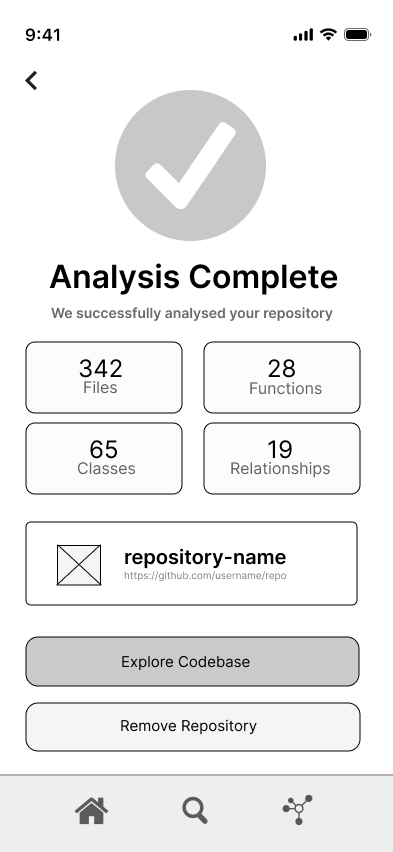 9:41
Analysis Complete
We successfully analysed your repository
342
Files
28
Functions
65
Classes
19
Relationships
repository-name
https://github.com/username/repo
Explore Codebase
Remove Repository